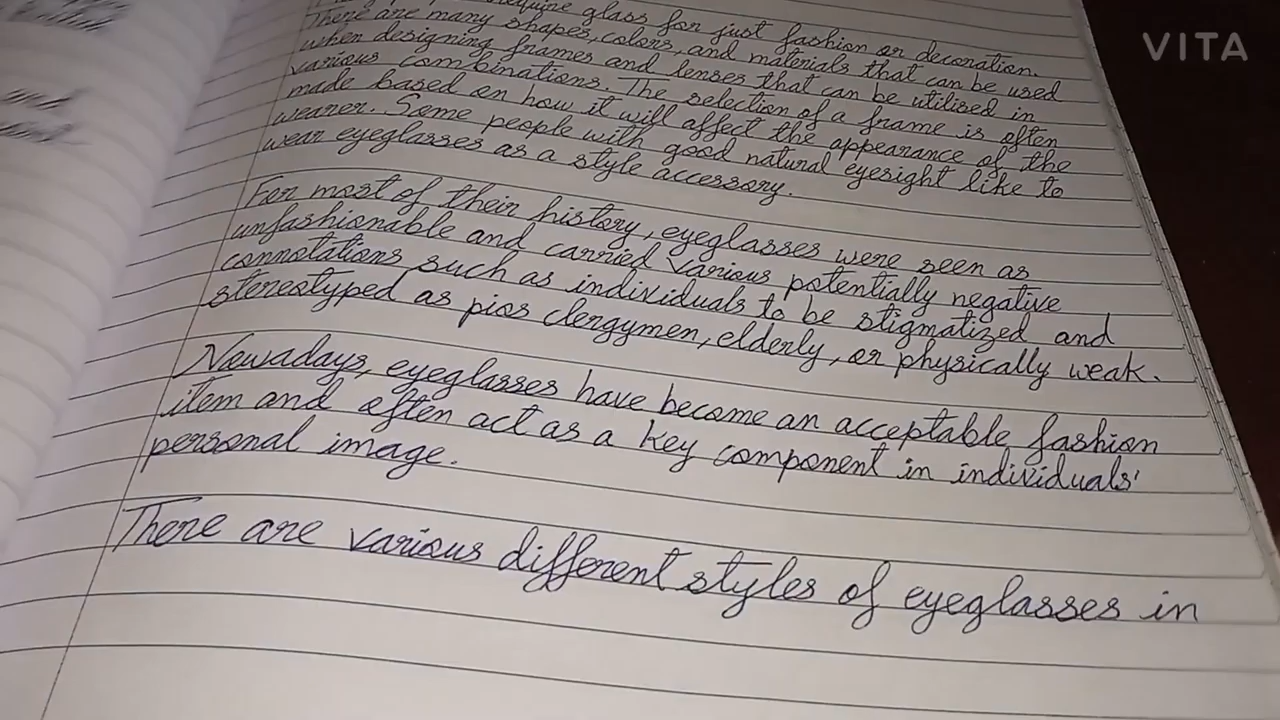 glass for just fashion or decoration.
There are many shapes, colors, and materials that can be used
when designing frames and lenses that can be utilised in
various combinations. The selection of a frame is often
made based on how it will affect the appearance of the
wearer. Some people with good natural eyesight like to
wear eyeglasses as a style accessory.
For most of their history, eyeglasses were seen as
unfashionable and carried various potentially negative
connotations such as individuals to be stigmatized and
stereotyped as pios clergymen, elderly, or physically weak.
Nowadays, eyeglasses have become an acceptable fashion
item and often act as a key component in individuals'
personal image.
There are various different styles of eyeglasses in
VITA